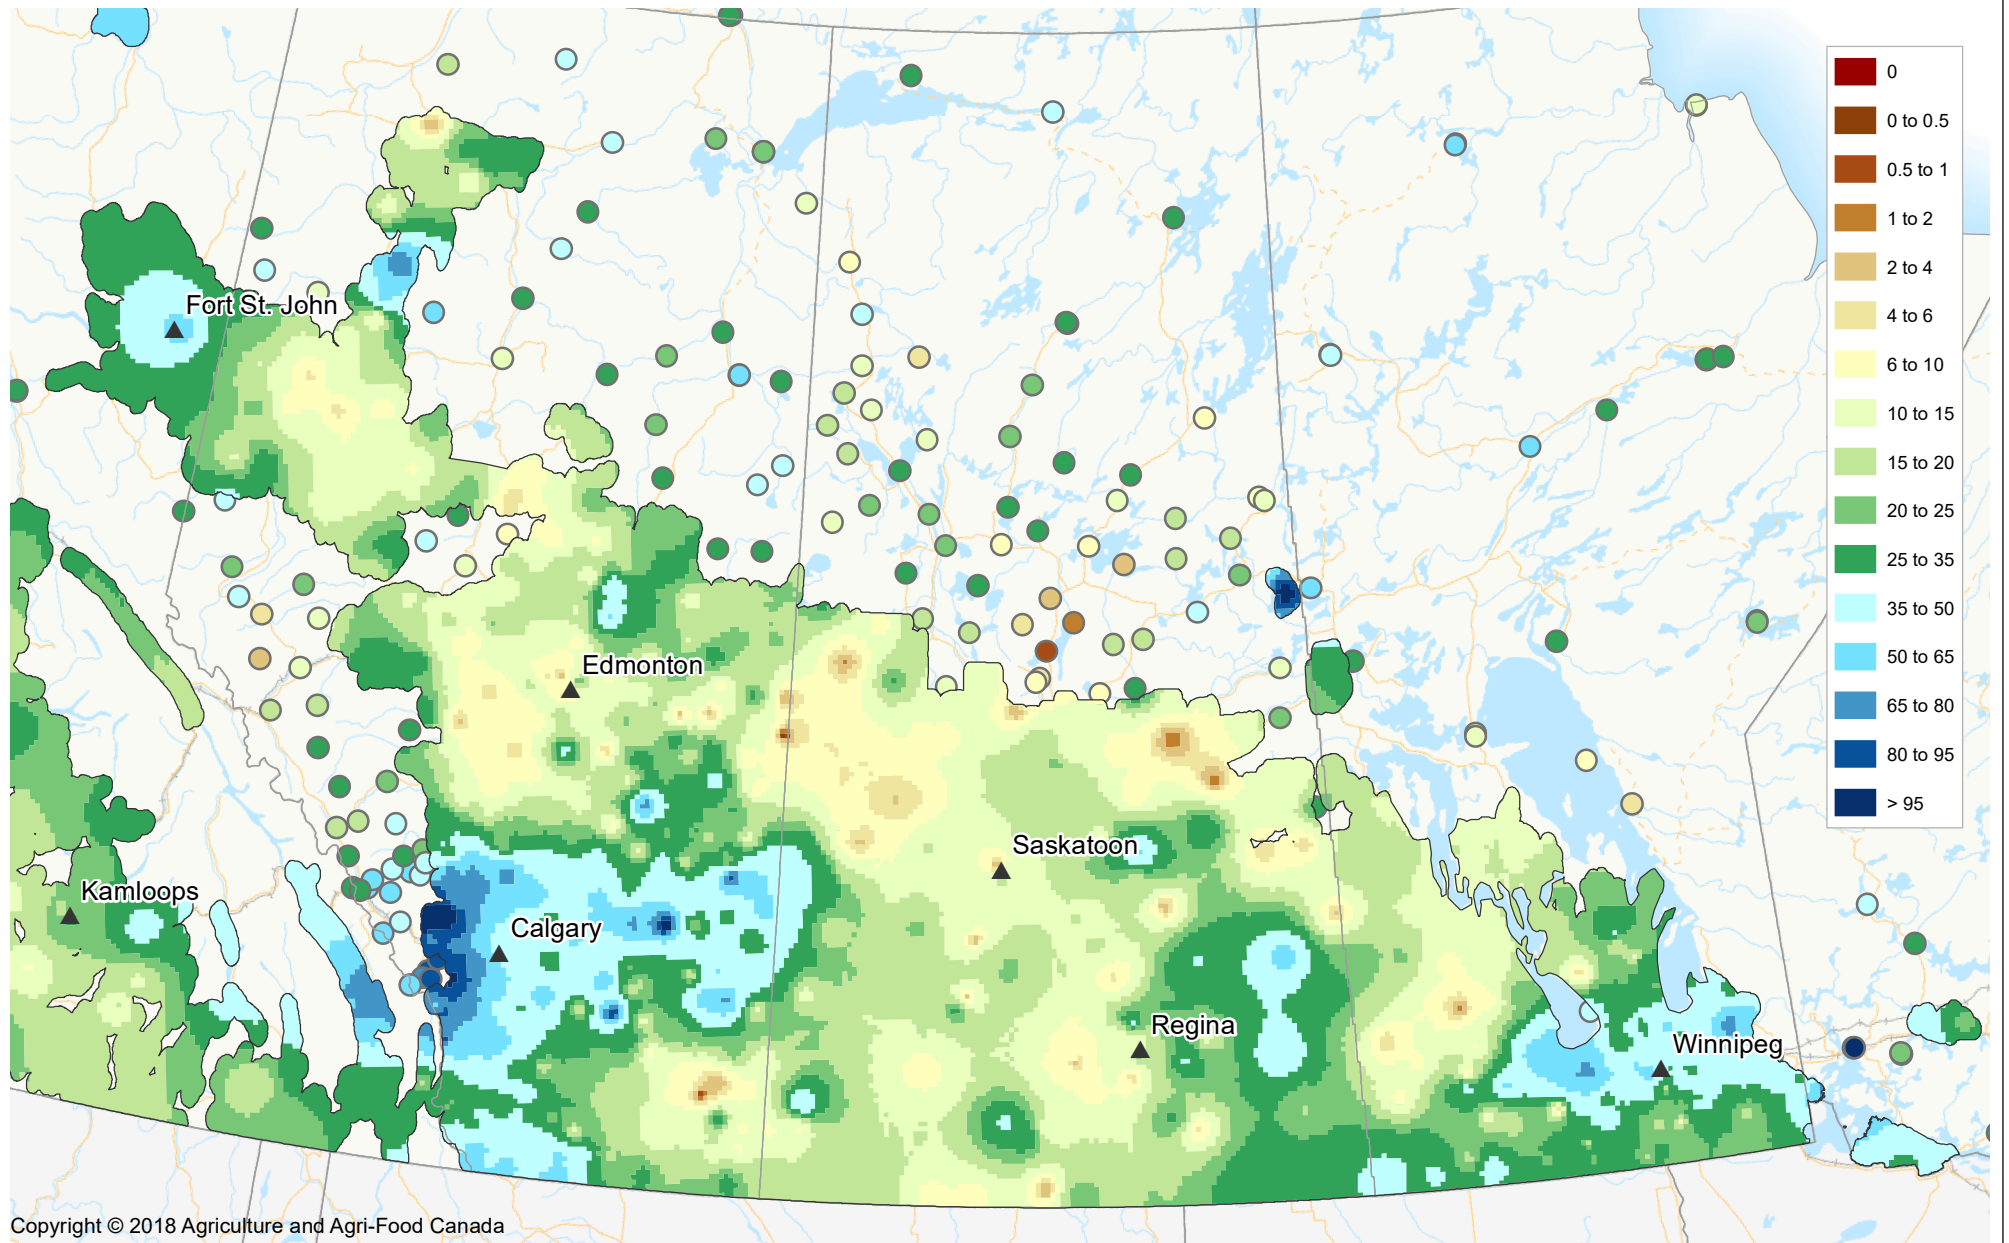 0
0 to 0.5
0.5 to 1
1 to 2
2 to 4
4 to 6
6 to 10
10 to 15
15 to 20
20 to 25
25 to 35
35 to 50
50 to 65
65 to 80
80 to 95
> 95
Fort St. John
Edmonton
Saskatoon
Kamloops
Calgary
Regina
Winnipeg
Copyright © 2018 Agriculture and Agri-Food Canada